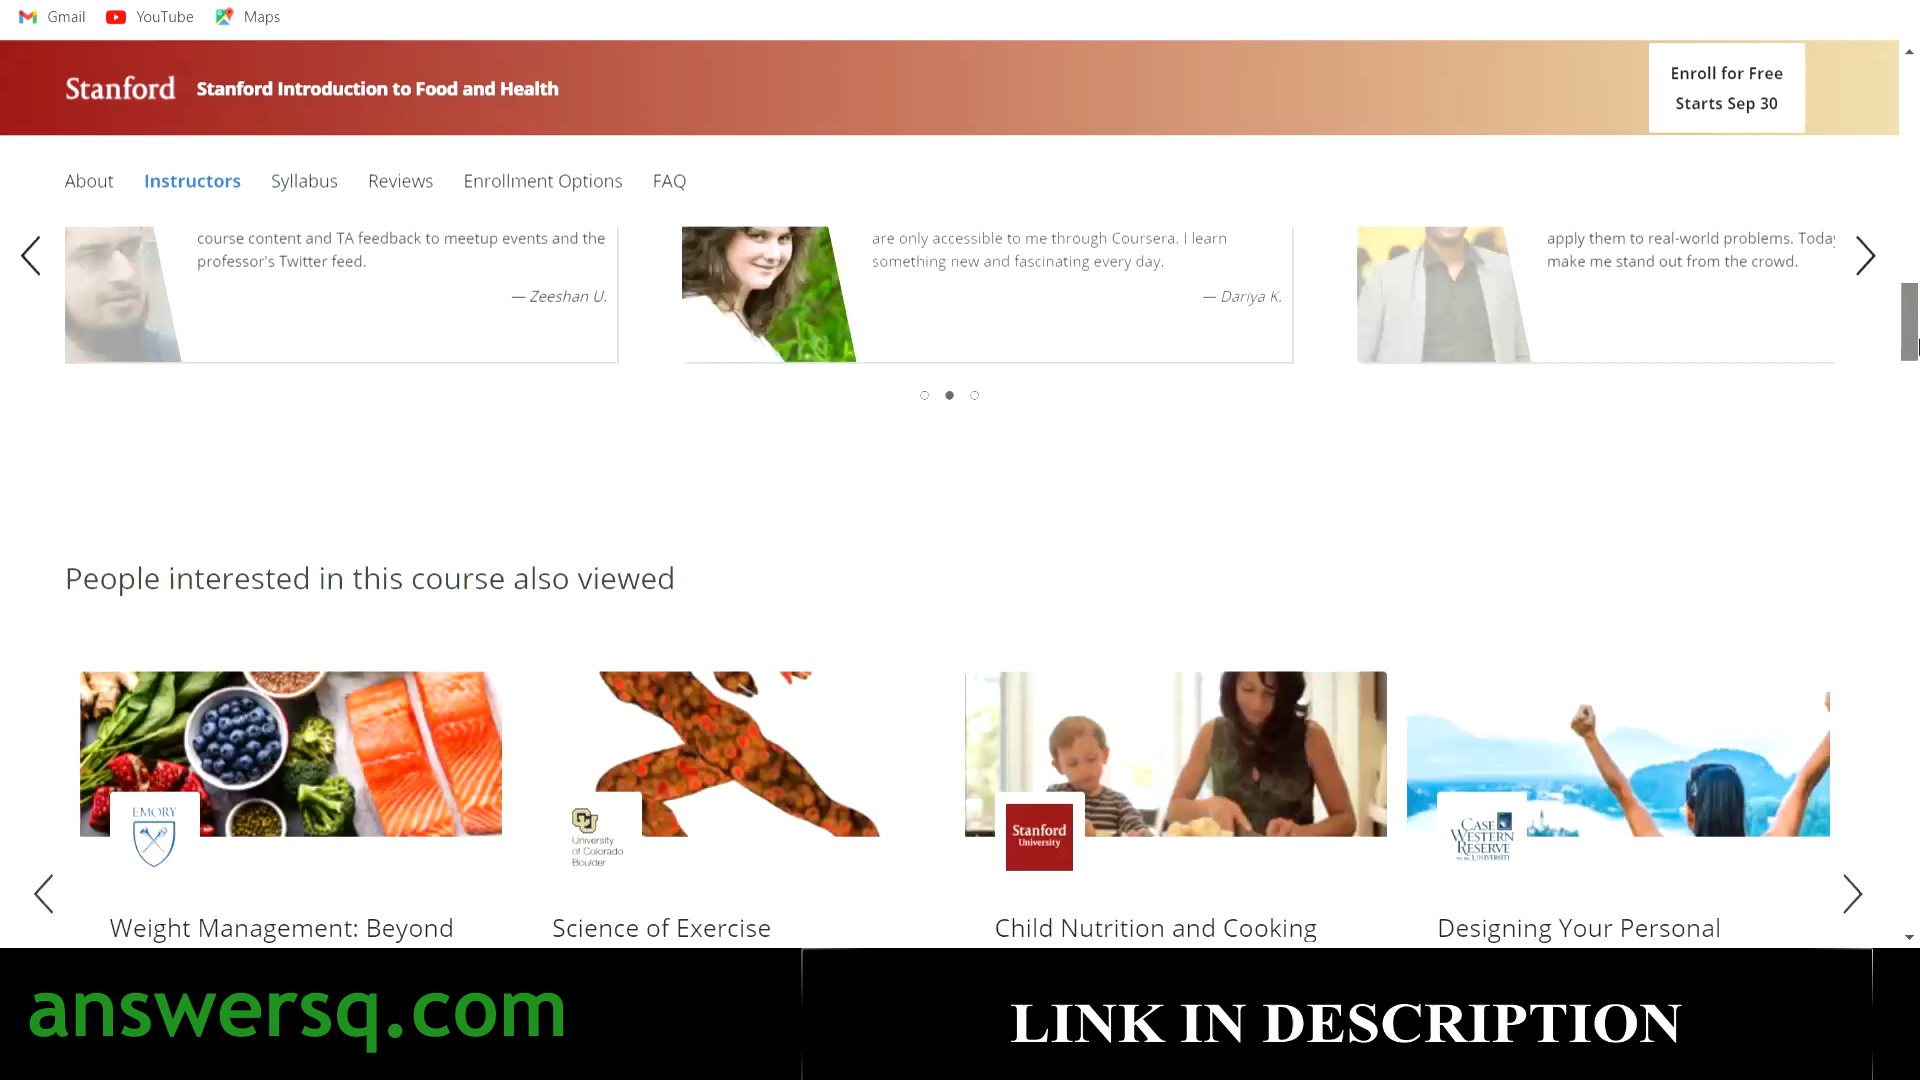 Gmail YouTube Maps
Stanford Stanford Introduction to Food and Health
Enroll for Free
Starts Sep 30
About Instructors Syllabus Reviews Enrollment Options FAQ
course content and TA feedback to meetup events and the
professor's Twitter feed.
— Zeeshan U.
are only accessible to me through Coursera. I learn
something new and fascinating every day.
— Dariya K.
apply them to real-world problems. Today
make me stand out from the crowd.
People interested in this course also viewed
EMORY
University
of Colorado
Boulder
Stanford
University
CASE
WESTERN
RESERVE
UNIVERSITY
Weight Management: Beyond
Science of Exercise
Child Nutrition and Cooking
Designing Your Personal
answersq.com
LINK IN DESCRIPTION